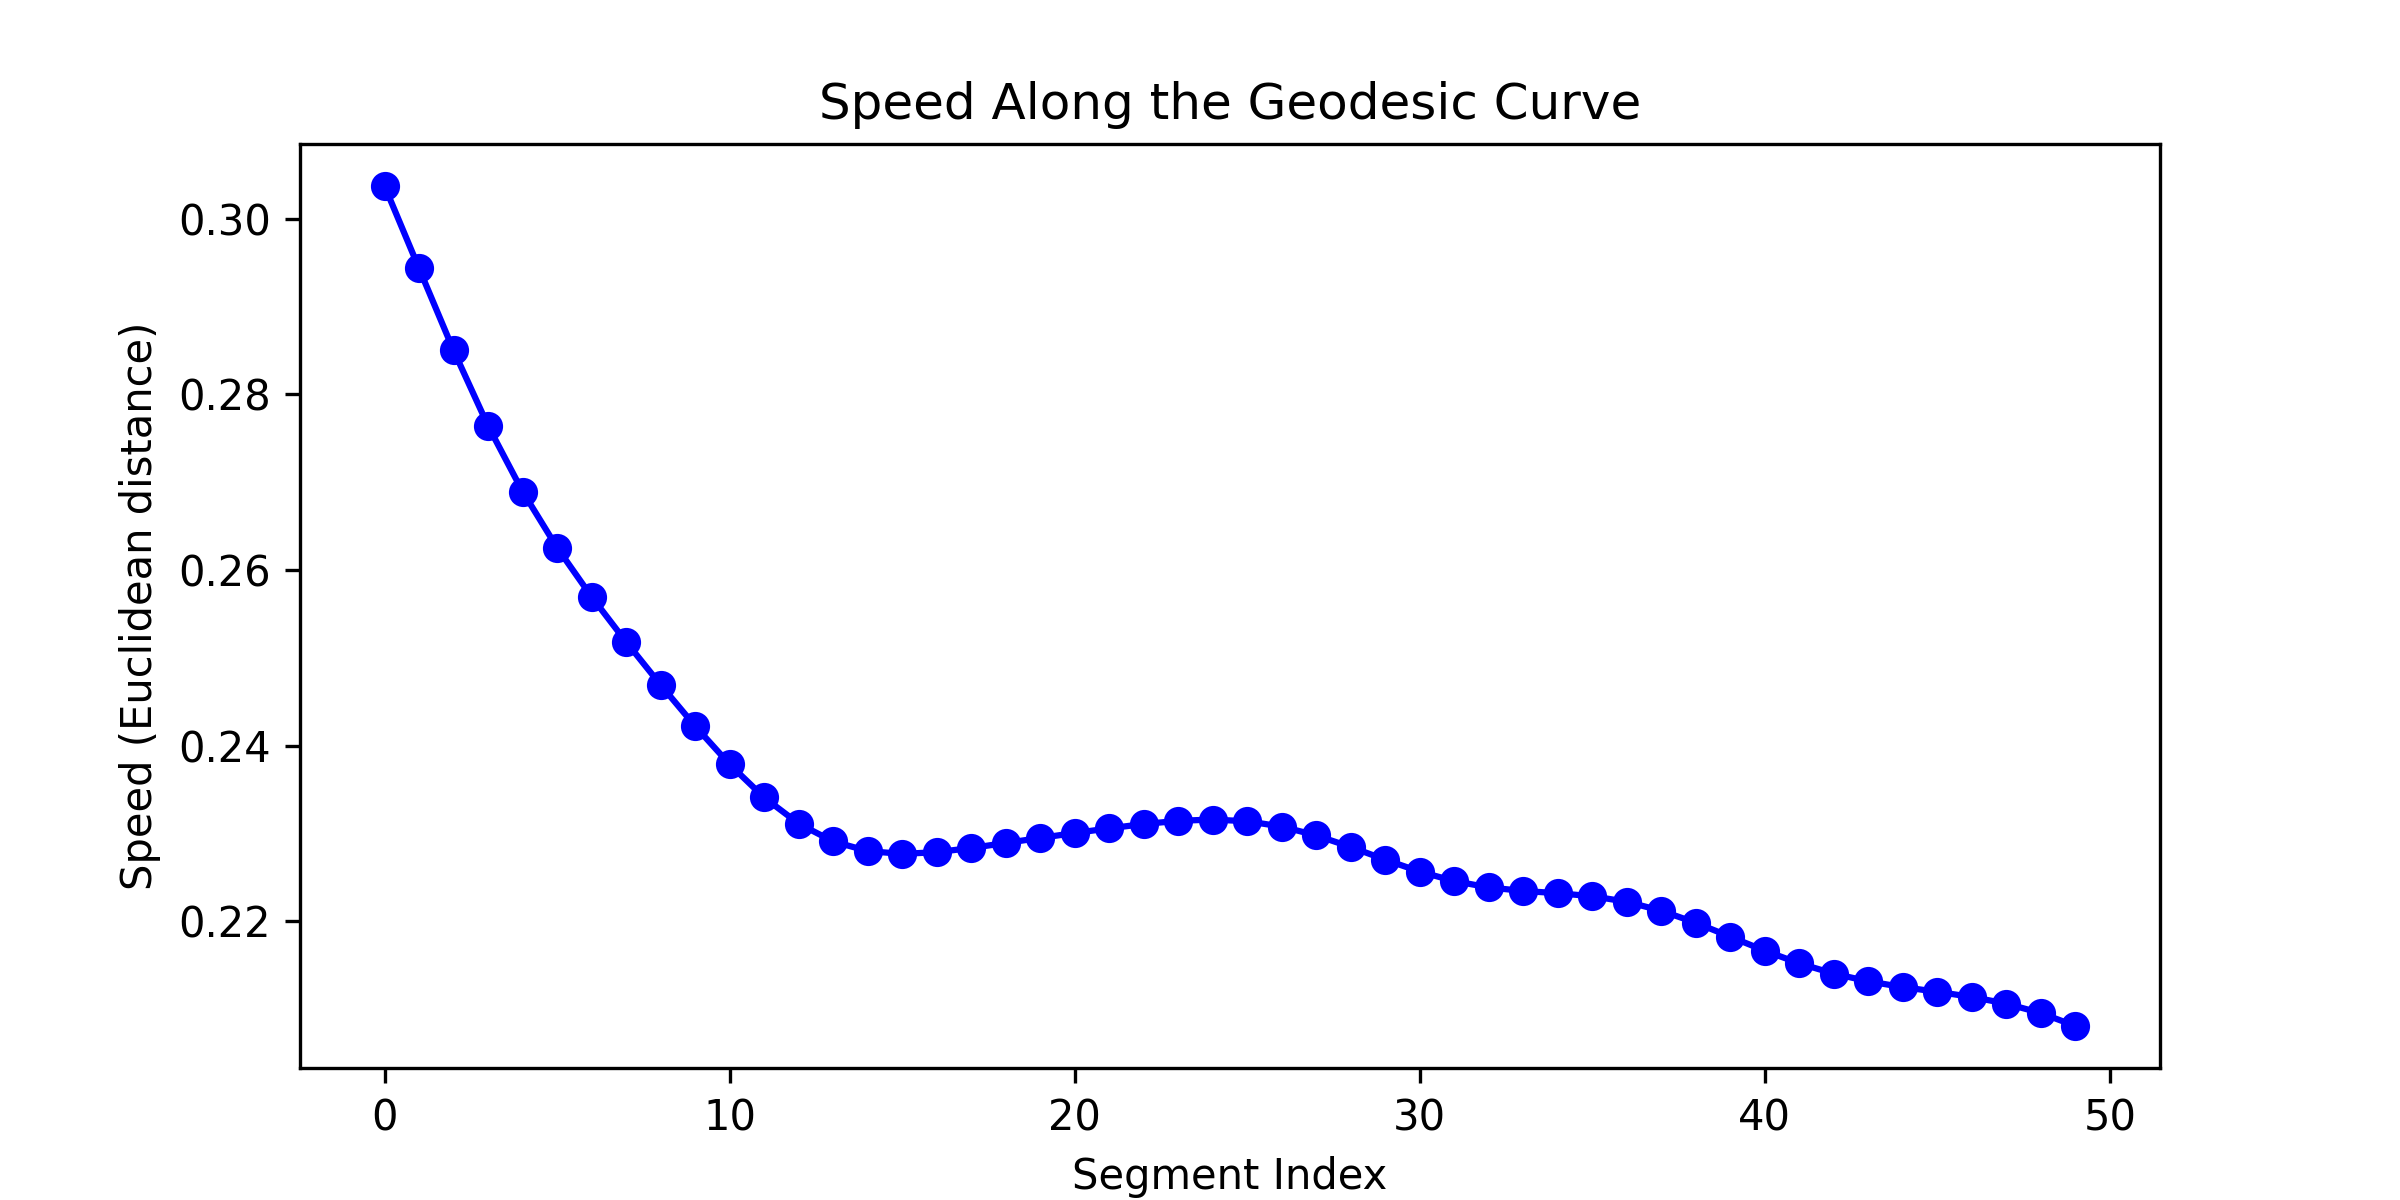 Speed Along the Geodesic Curve
Speed (Euclidean distance)
0.30
0.28
0.26
0.24
0.22
0 10 20 30 40 50
Segment Index